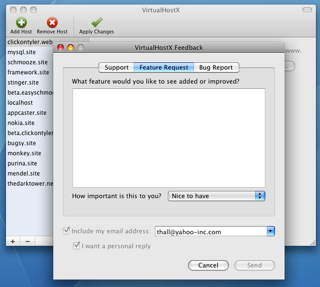 VirtualHostX
Add Host
Remove Host
Apply Changes
clickontyler.web
mysql.site
schmooze.site
framework.site
stinger.site
beta.easyschmooz
localhost
appcaster.site
nokia.site
beta.clickontyler
bugsy.site
monkey.site
purina.site
mendel.site
thedarktower.ne
www.
VirtualHostX Feedback
Support
Feature Request
Bug Report
What feature would you like to see added or improved?
How important is this to you?
Nice to have
Include my email address:
thall@yahoo-inc.com
I want a personal reply
Cancel
Send